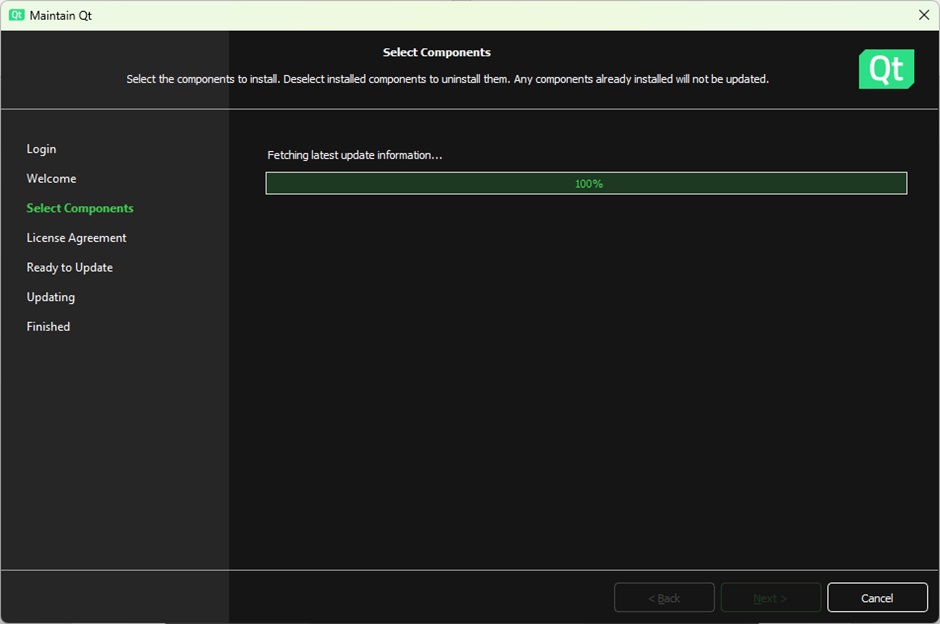 Qt Maintain Qt
Select Components
Select the components to install. Deselect installed components to uninstall them. Any components already installed will not be updated.
Qt
Login
Welcome
Select Components
License Agreement
Ready to Update
Updating
Finished
Fetching latest update information...
100%
< Back
Next >
Cancel